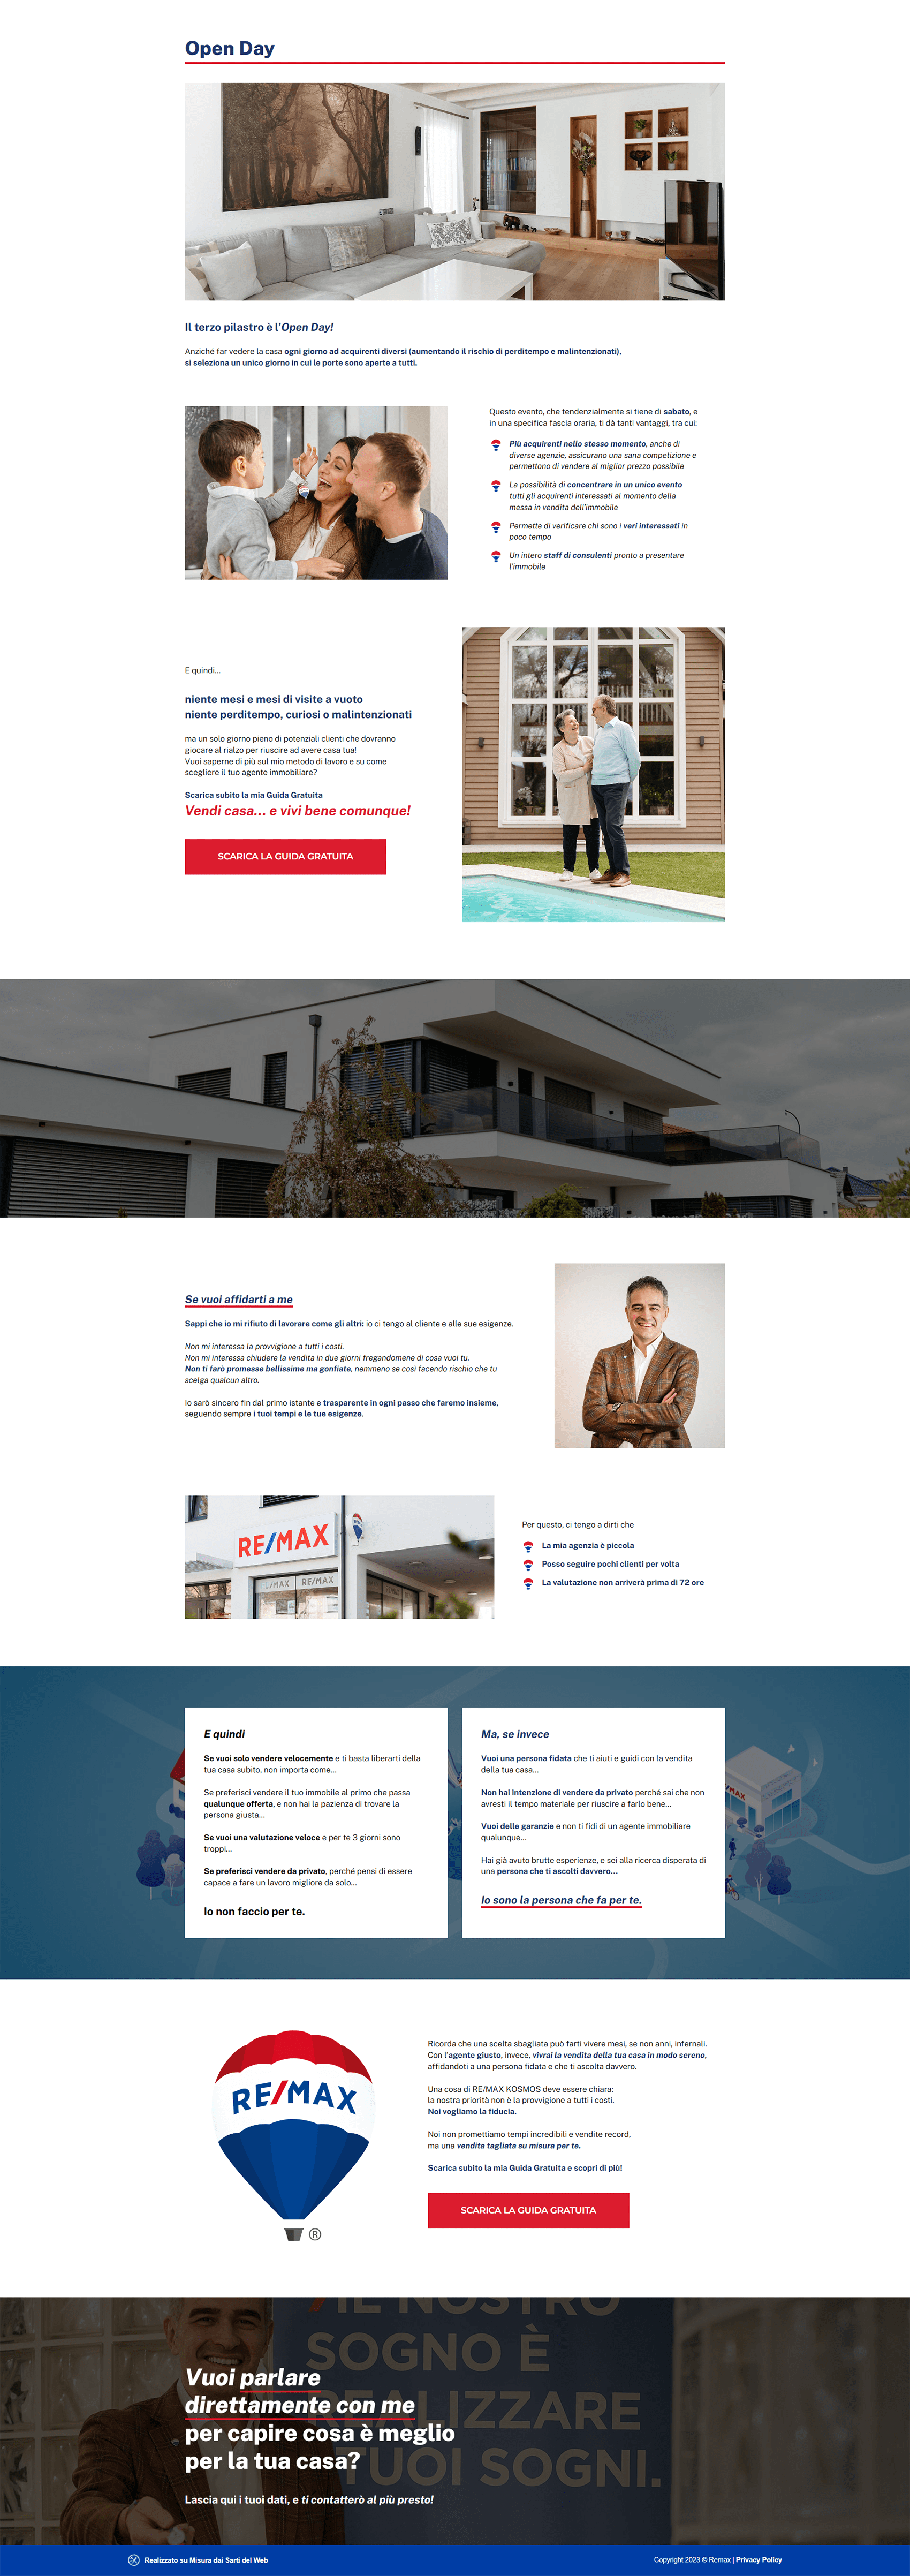 Open Day
Il terzo pilastro è l'Open Day!
Anziché far vedere la casa ogni giorno ad acquirenti diversi (aumentando il rischio di perditempo e malintenzionati),
si seleziona un unico giorno in cui le porte sono aperte a tutti.
Questo evento, che tendenzialmente si tiene di sabato, e
in una specifica fascia oraria, ti dà tanti vantaggi, tra cui:
Più acquirenti nello stesso momento, anche di
diverse agenzie, assicurano una sana competizione e
permettono di vendere al miglior prezzo possibile
La possibilità di concentrare in un unico evento
tutti gli acquirenti interessati al momento della
messa in vendita dell'immobile
Permette di verificare chi sono i veri interessati in
poco tempo
Un intero staff di consulenti pronto a presentare
l'immobile
E quindi...
niente mesi e mesi di visite a vuoto
niente perditempo, curiosi o malintenzionati
ma un solo giorno pieno di potenziali clienti che dovranno
giocare al rialzo per riuscire ad avere casa tua!
Vuoi saperne di più sul mio metodo di lavoro e su come
scegliere il tuo agente immobiliare?
Scarica subito la mia Guida Gratuita
Vendi casa... e vivi bene comunque!
SCARICA LA GUIDA GRATUITA
Se vuoi affidarti a me
Sappi che io mi rifiuto di lavorare come gli altri: io ci tengo al cliente e alle sue esigenze.
Non mi interessa la provvigione a tutti i costi.
Non mi interessa chiudere la vendita in due giorni fregandomene di cosa vuoi tu.
Non ti farò promesse bellissime ma gonfiate, nemmeno se così facendo rischio che tu
scelga qualcun altro.
Io sarò sincero fin dal primo istante e trasparente in ogni passo che faremo insieme,
seguendo sempre i tuoi tempi e le tue esigenze.
RE/MAX
RE/MAX
RE/MAX
Per questo, ci tengo a dirti che
La mia agenzia è piccola
Posso seguire pochi clienti per volta
La valutazione non arriverà prima di 72 ore
E quindi
Se vuoi solo vendere velocemente e ti basta liberarti della
tua casa subito, non importa come...
Se preferisci vendere il tuo immobile al primo che passa
qualunque offerta, e non hai la pazienza di trovare la
persona giusta...
Se vuoi una valutazione veloce e per te 3 giorni sono
troppi...
Se preferisci vendere da privato, perché pensi di essere
capace a fare un lavoro migliore da solo...
Io non faccio per te.
Ma, se invece
Vuoi una persona fidata che ti aiuti e guidi con la vendita
della tua casa...
Non hai intenzione di vendere da privato perché sai che non
avresti il tempo materiale per riuscire a farlo bene...
Vuoi delle garanzie e non ti fidi di un agente immobiliare
qualunque...
Hai già avuto brutte esperienze, e sei alla ricerca disperata di
una persona che ti ascolti davvero...
Io sono la persona che fa per te.
RE/MAX
®
Ricorda che una scelta sbagliata può farti vivere mesi, se non anni, infernali.
Con l'agente giusto, invece, vivrai la vendita della tua casa in modo sereno,
affidandoti a una persona fidata e che ti ascolta davvero.
Una cosa di RE/MAX KOSMOS deve essere chiara:
la nostra priorità non è la provvigione a tutti i costi.
Noi vogliamo la fiducia.
Noi non promettiamo tempi incredibili e vendite record,
ma una vendita tagliata su misura per te.
Scarica subito la mia Guida Gratuita e scopri di più!
SCARICA LA GUIDA GRATUITA
IL NOSTRO
SOGNO È
REALIZZARE
I TUOI SOGNI.
Vuoi parlare
direttamente con me
per capire cosa è meglio
per la tua casa?
Lascia qui i tuoi dati, e ti contatterò al più presto!
Realizzato su Misura dai Sarti del Web
Copyright 2023 © Remax | Privacy Policy